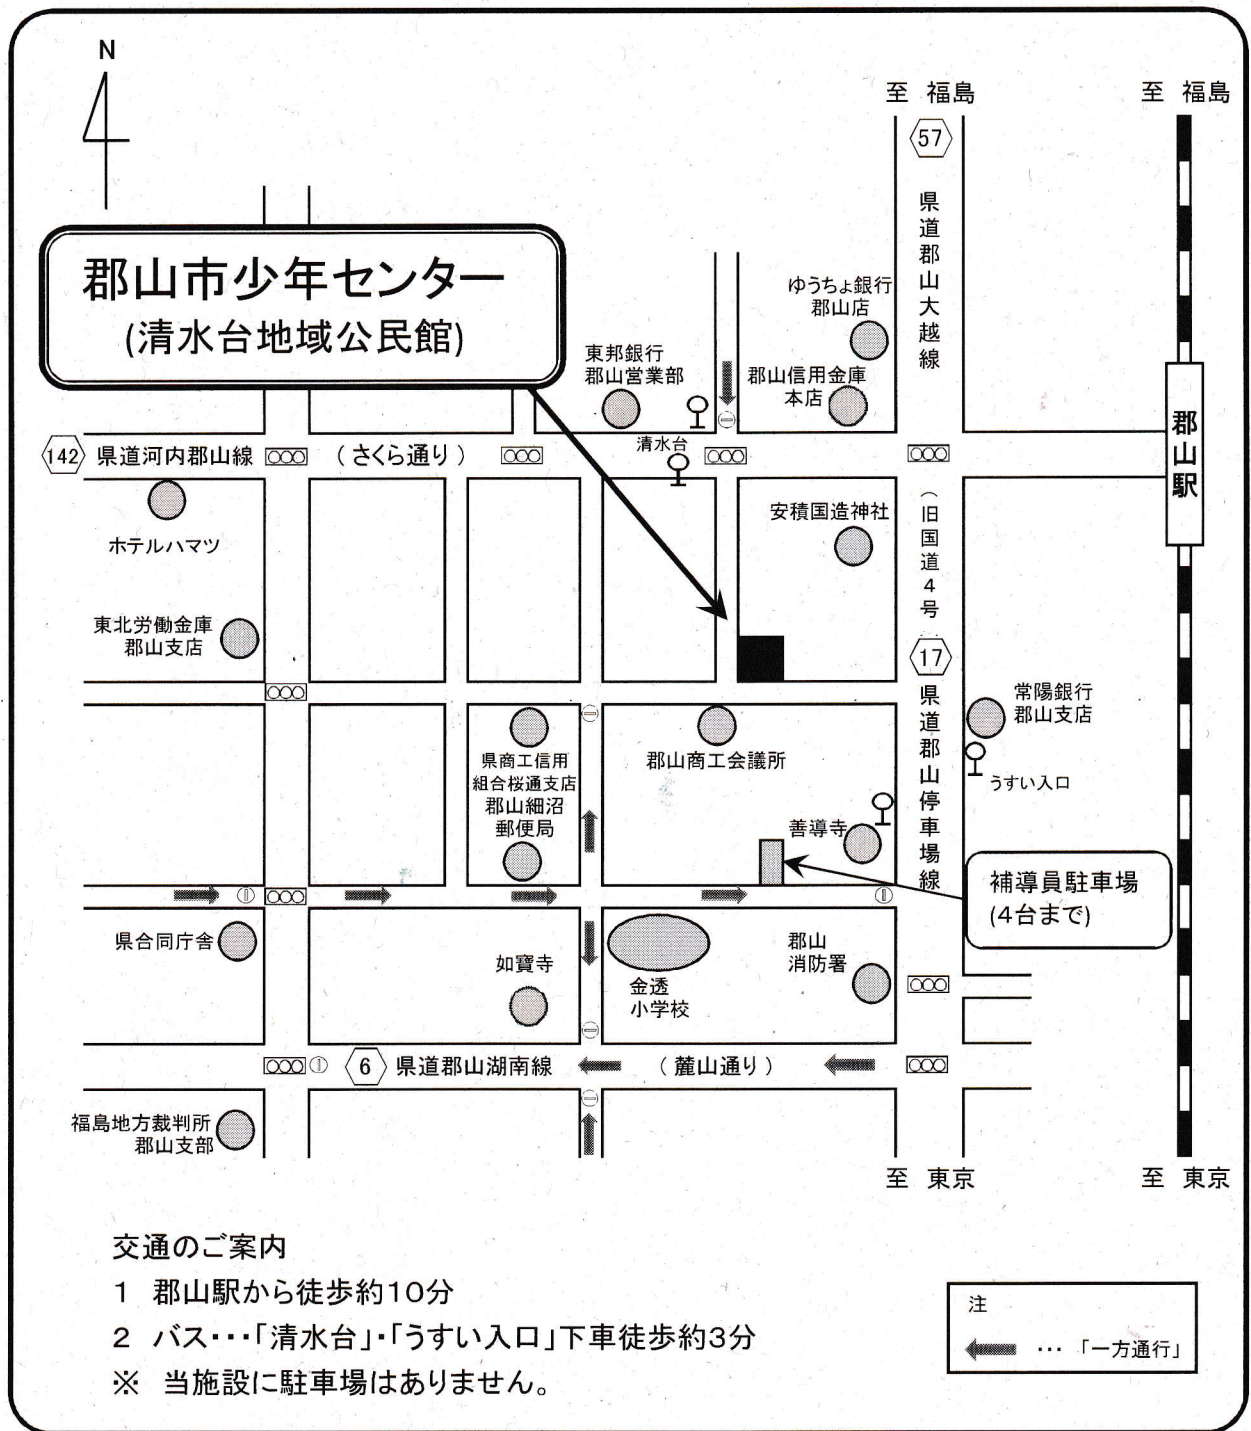 N
至 福島
至 福島
57
県道郡山大越線
郡山市少年センター
(清水台地域公民館)
ゆうちょ銀行
郡山店
東邦銀行
郡山営業部
郡山信用金庫
本店
郡山駅
142
県道河内郡山線
(さくら通り)
清水台
ホテルハマツ
安積国造神社
(旧国道4号
東北労働金庫
郡山支店
17
県道郡山停車場線
常陽銀行
郡山支店
うすい入口
県商工信用
組合桜通支店
郡山細沼
郵便局
郡山商工会議所
善導寺
補導員駐車場
(4台まで)
県合同庁舎
如寶寺
金透
小学校
郡山
消防署
6
県道郡山湖南線
(麓山通り)
福島地方裁判所
郡山支部
至 東京
至 東京
交通のご案内
1 郡山駅から徒歩約10分
2 バス・・・「清水台」・「うすい入口」下車徒歩約3分
※ 当施設に駐車場はありません。
注
… 「一方通行」